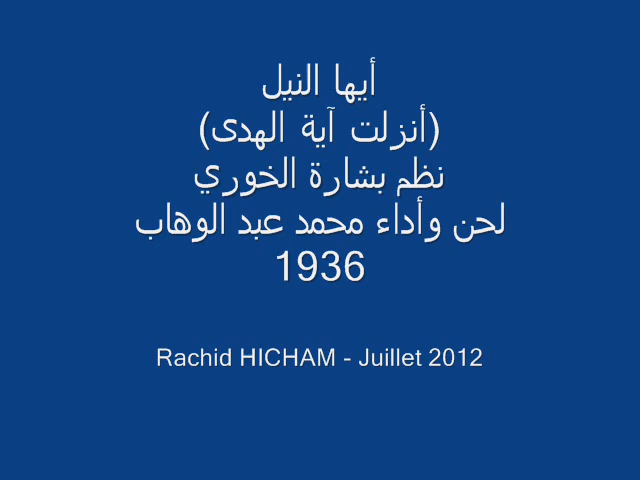 أيها النيل
(أنزلت آية الهدى)
نظم بشارة الخوري
لحن وأداء محمد عبد الوهاب
1936
Rachid HICHAM - Juillet 2012